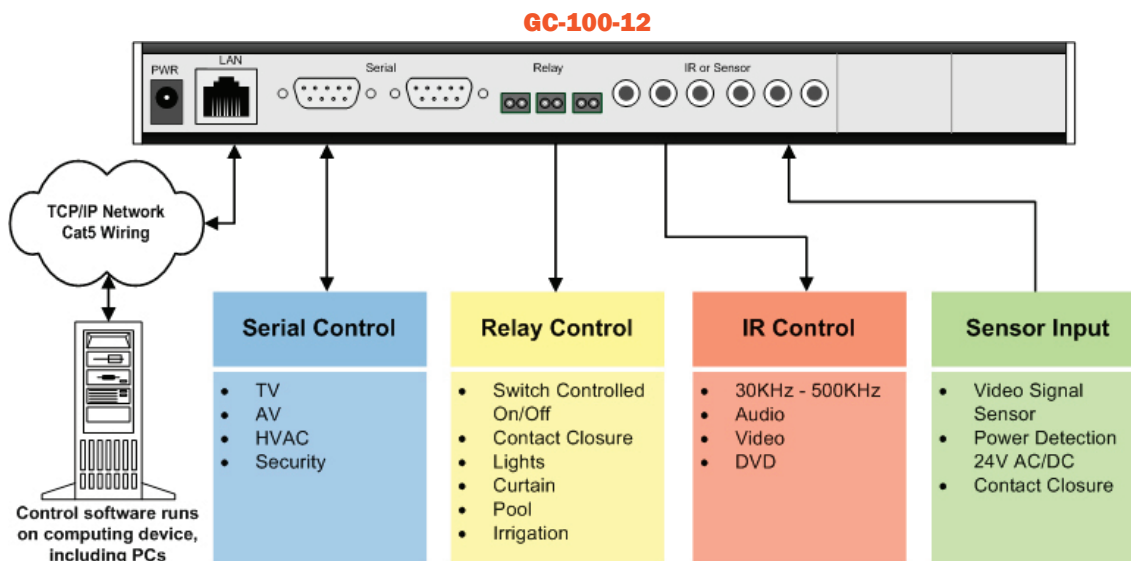 GC-100-12
PWR
LAN
Serial
Relay
IR or Sensor
TCP/IP Network
Cat5 Wiring
Control software runs
on computing device,
including PCs
Serial Control
• TV
• AV
• HVAC
• Security
Relay Control
• Switch Controlled
On/Off
• Contact Closure
• Lights
• Curtain
• Pool
• Irrigation
IR Control
• 30KHz - 500KHz
• Audio
• Video
• DVD
Sensor Input
• Video Signal
Sensor
• Power Detection
24V AC/DC
• Contact Closure